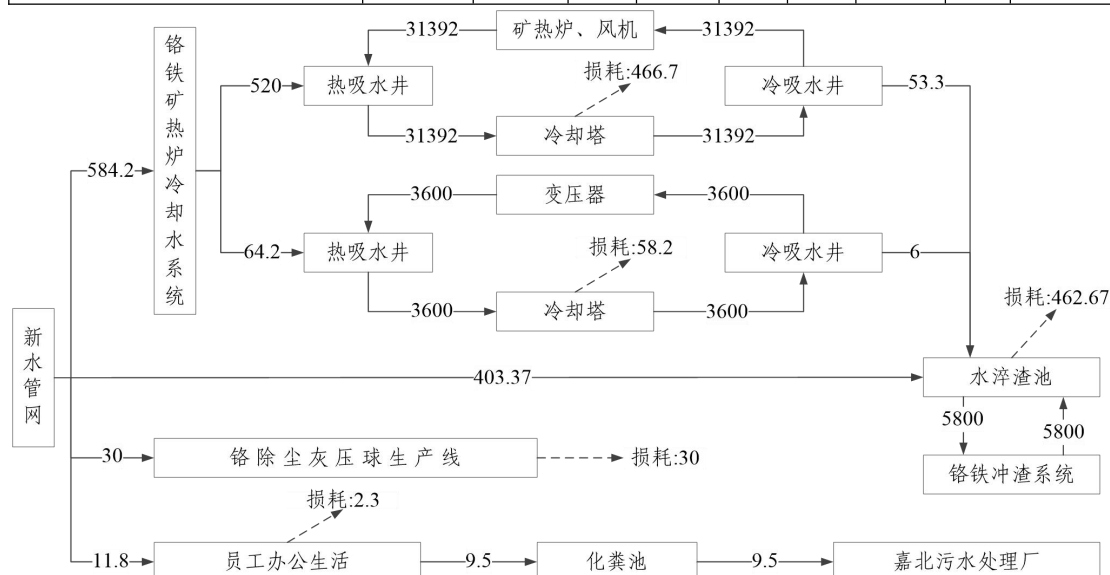 31392
矿热炉、风机
31392
铬铁矿热炉冷却水系统
损耗:466.7
520
热吸水井
冷吸水井
53.3
31392
冷却塔
31392
584.2
3600
变压器
3600
64.2
热吸水井
损耗:58.2
冷吸水井
6
3600
冷却塔
3600
损耗:462.67
新水管网
403.37
水淬渣池
5800
5800
30
铬除尘灰压球生产线
损耗:30
铬铁冲渣系统
损耗:2.3
11.8
员工办公生活
9.5
化粪池
9.5
嘉北污水处理厂